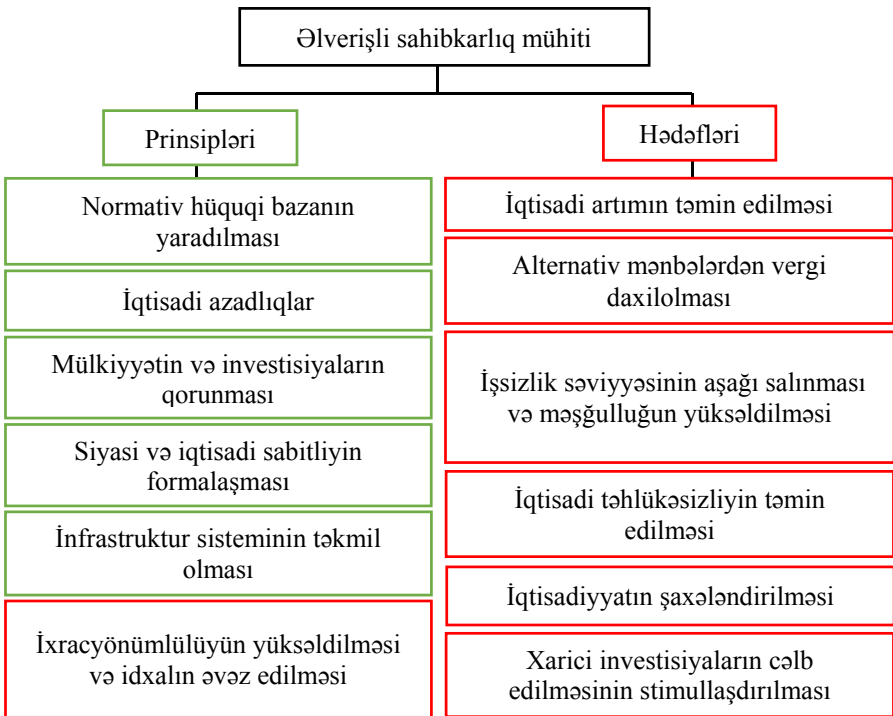 Əlverişli sahibkarlıq mühiti
Prinsipləri
Normativ hüquqi bazanın
yaradılması
İqtisadi azadlıqlar
Mülkiyyətin və investisiyaların
qorunması
Siyasi və iqtisadi sabitliyin
formalaşması
İnfrastruktur sisteminin təkmil
olması
İxracyönümlülüyün yüksəldilməsi
və idxalın əvəz edilməsi
Hədəfləri
İqtisadi artımın təmin edilməsi
Alternativ mənbələrdən vergi
daxilolması
İşsizlik səviyyəsinin aşağı salınması
və məşğulluğun yüksəldilməsi
İqtisadi təhlükəsizliyin təmin
edilməsi
İqtisadiyyatın şaxələndirilməsi
Xarici investisiyaların cəlb
edilməsinin stimullaşdırılması